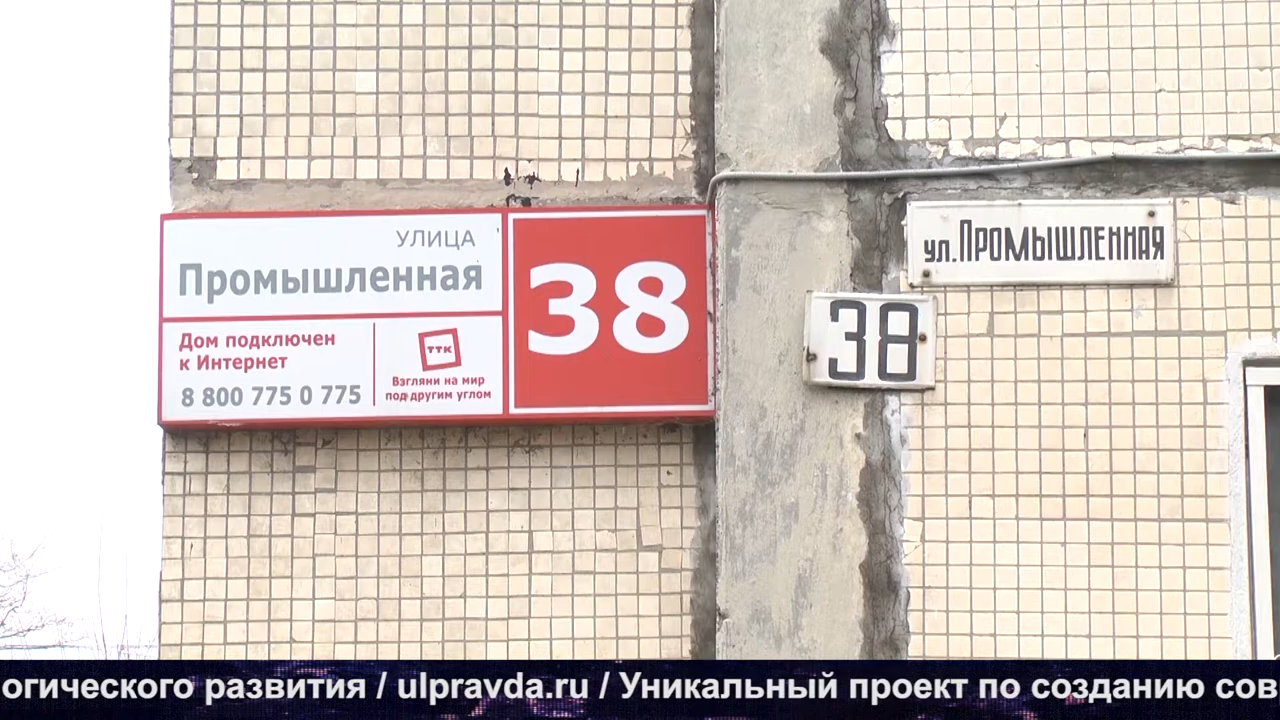 УЛИЦА
Промышленная
38
Дом подключен
к Интернет
8 800 775 0 775
ТТК
Взгляни на мир
под другим углом
ул. ПРОМЫШЛЕННАЯ
38
огического развития / ulpravda.ru / Уникальный проект по созданию сов